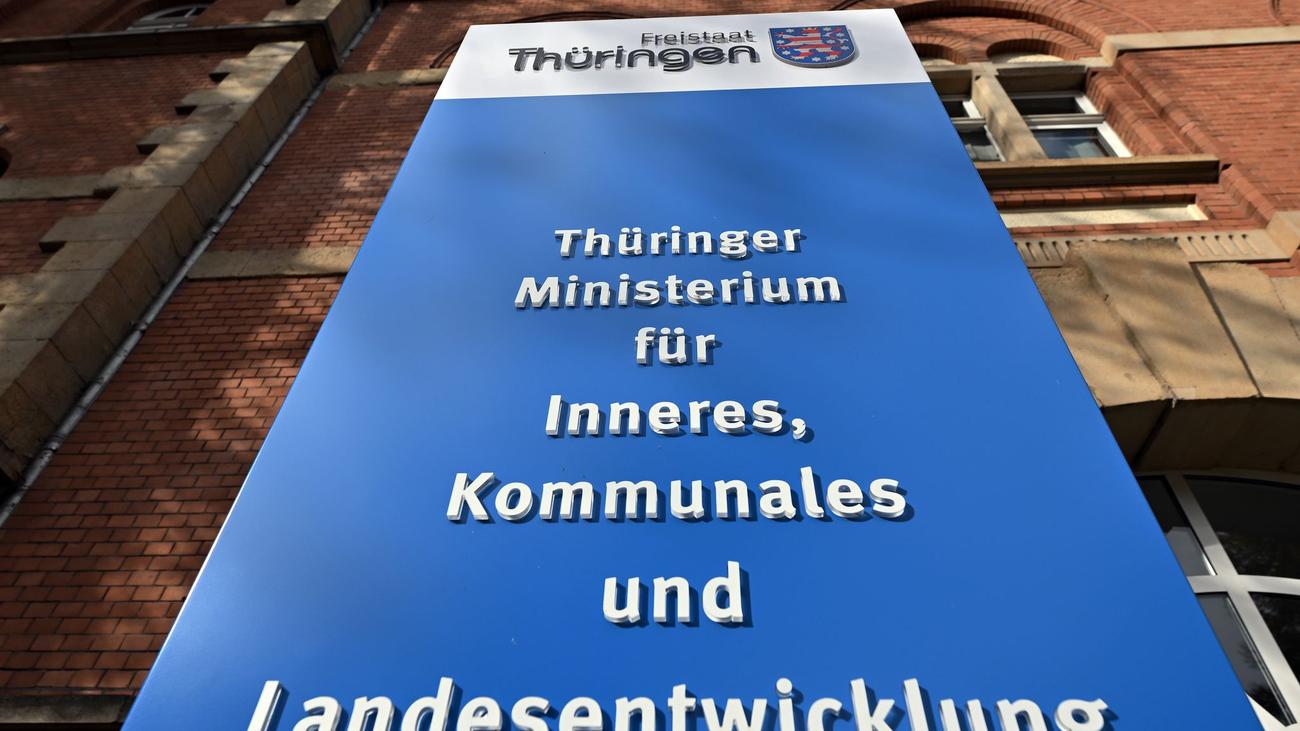 Freistaat
Thüringen
Thüringer
Ministerium
für
Inneres,
Kommunales
und
Landesentwicklung